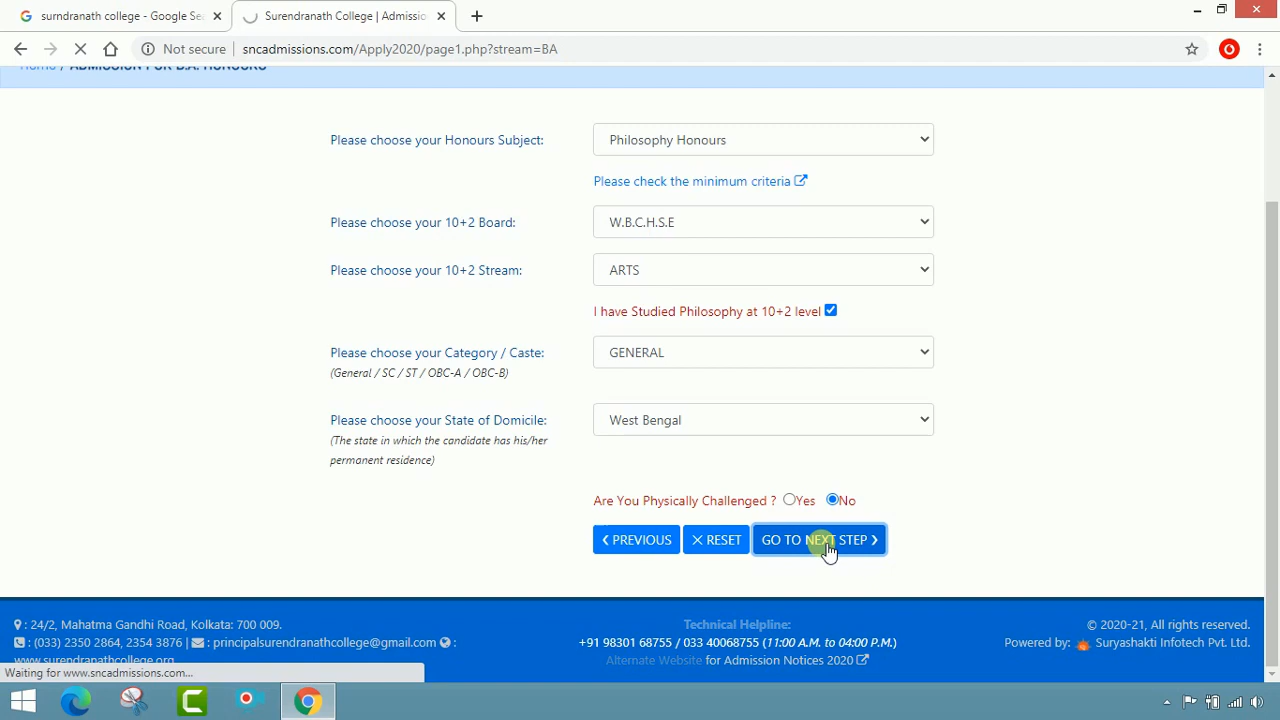 surndranath college - Google Se
Surendranath College | Admissio
Not secure
sncadmissions.com/Apply2020/page1.php?stream=BA
Home / ADMISSION FOR B.A. HONOURS
Please choose your Honours Subject:
Philosophy Honours
Please check the minimum criteria
Please choose your 10+2 Board:
W.B.C.H.S.E
Please choose your 10+2 Stream:
ARTS
I have Studied Philosophy at 10+2 level
Please choose your Category / Caste:
GENERAL
(General / SC / ST / OBC-A / OBC-B)
Please choose your State of Domicile:
West Bengal
(The state in which the candidate has his/her
permanent residence)
Are You Physically Challenged ? Yes No
PREVIOUS
RESET
GO TO NEXT STEP
: 24/2, Mahatma Gandhi Road, Kolkata: 700 009.
: (033) 2350 2864, 2354 3876 | : principalsurendranathcollege@gmail.com :
www.surendranathcollege.org
Technical Helpline:
+91 98301 68755 / 033 40068755 (11:00 A.M. to 04:00 P.M.)
Alternate Website for Admission Notices 2020
© 2020-21, All rights reserved.
Powered by: Suryashakti Infotech Pvt. Ltd.
Waiting for www.sncadmissions.com...